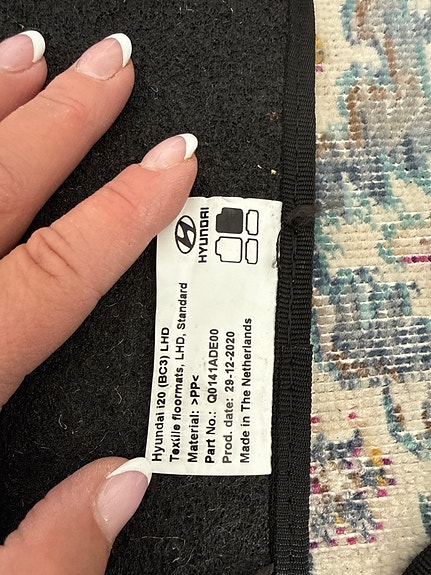 HYUNDAI
Hyundai i20 (BC3) LHD
Textile floormats, LHD, Standard
Material: >PP<
Part No.: Q0141ADE00
Prod. date: 29-12-2020
Made in The Netherlands